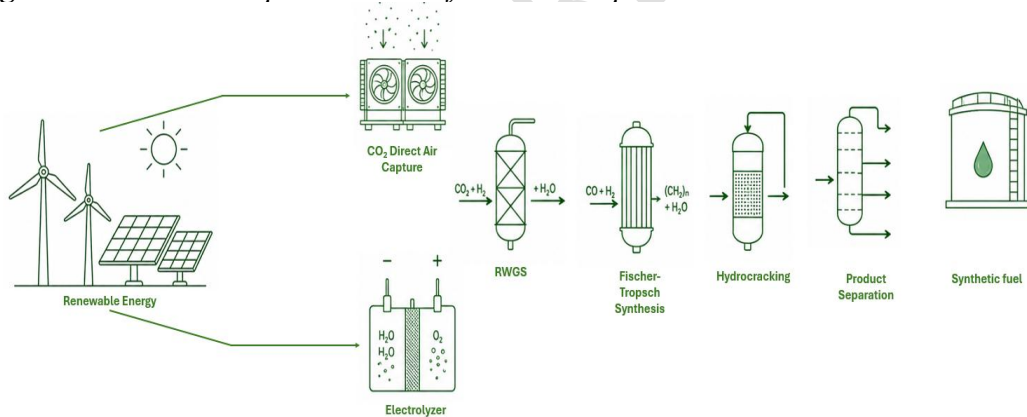 CO₂ Direct Air
Capture
Renewable Energy
− +
H₂O
H₂O
O₂
Electrolyzer
CO₂ + H₂
+ H₂O
RWGS
CO + H₂
(CH₂)n
+ H₂O
Fischer-
Tropsch
Synthesis
Hydrocracking
Product
Separation
Synthetic fuel